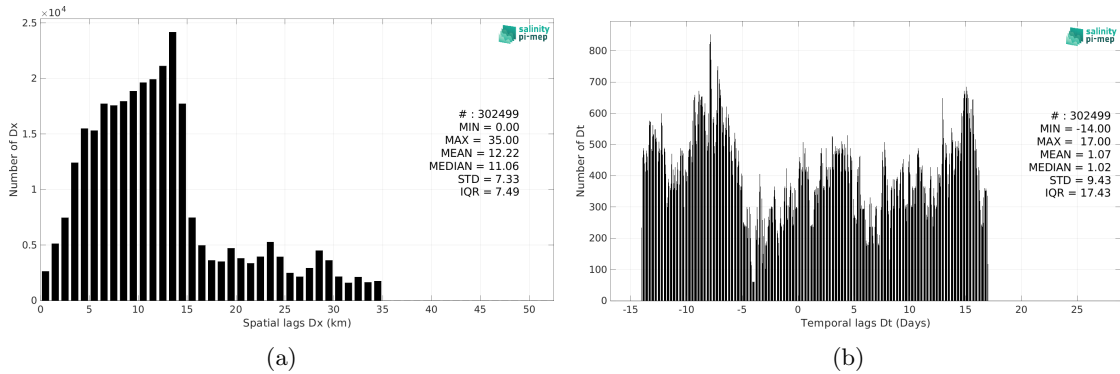 ×10⁴
2.5
2
1.5
1
0.5
0
Number of Dx
0 5 10 15 20 25 30 35 40 45 50
Spatial lags Dx (km)
salinity
pi-mep
# : 302499
MIN = 0.00
MAX = 35.00
MEAN = 12.22
MEDIAN = 11.06
STD = 7.33
IQR = 7.49
(a)
800
700
600
500
400
300
200
100
0
Number of Dt
-15 -10 -5 0 5 10 15 20 25
Temporal lags Dt (Days)
salinity
pi-mep
# : 302499
MIN = -14.00
MAX = 17.00
MEAN = 1.07
MEDIAN = 1.02
STD = 9.43
IQR = 17.43
(b)